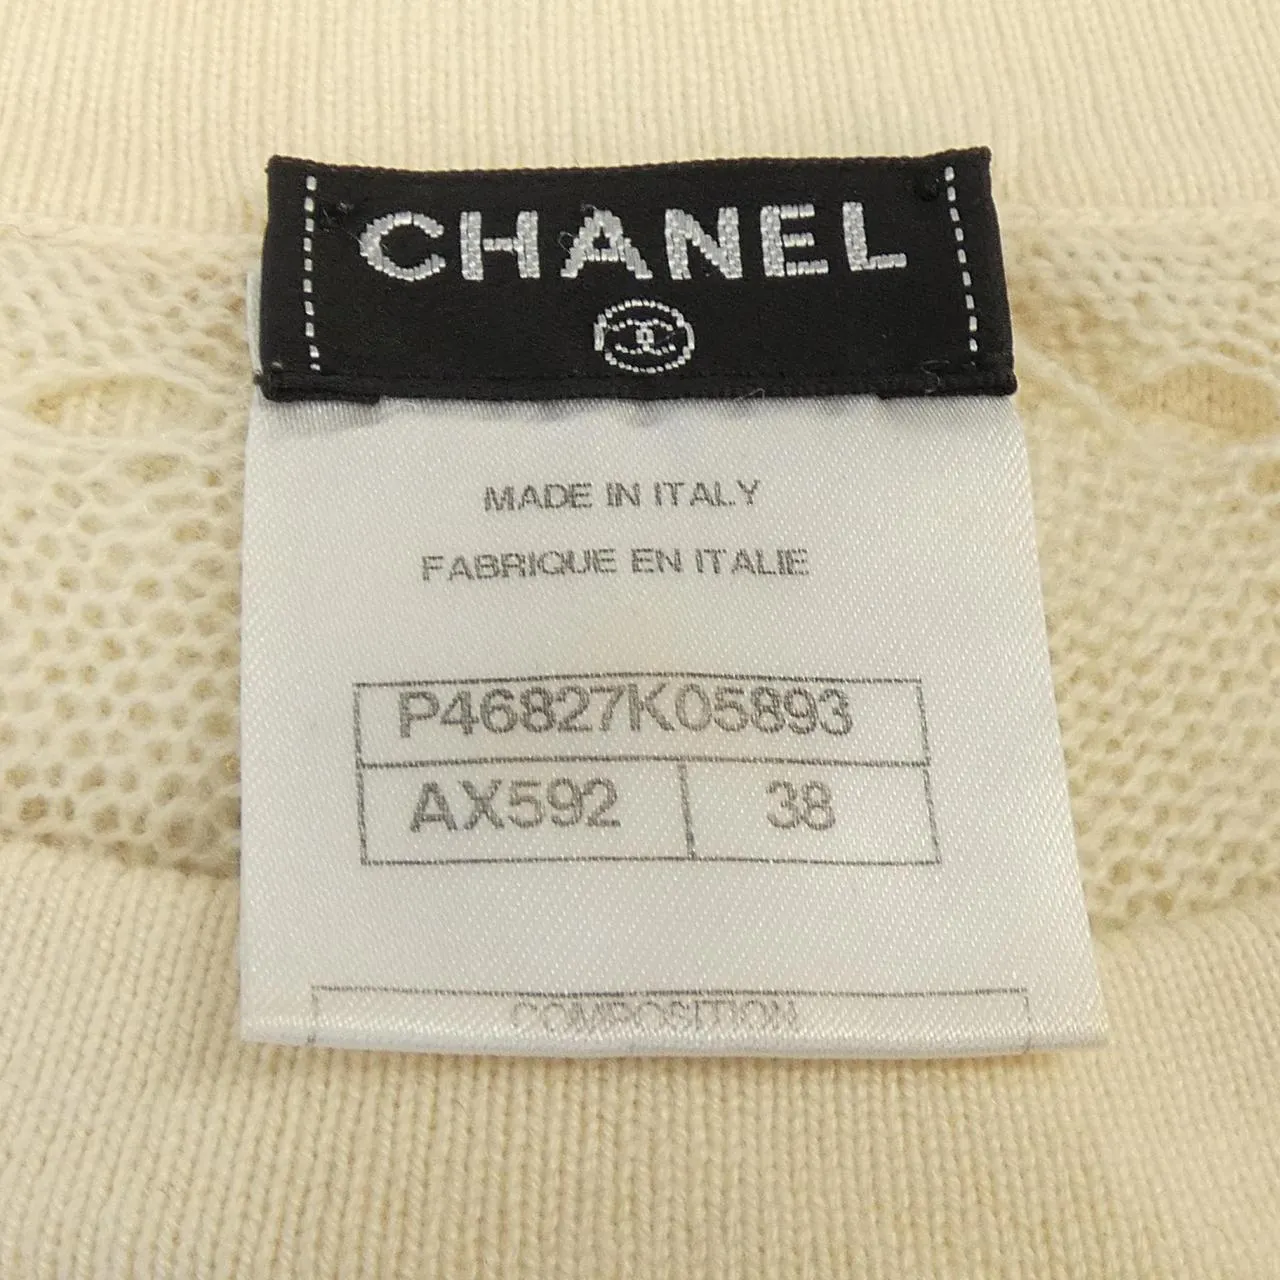 CHANEL
MADE IN ITALY
FABRIQUE EN ITALIE
P46827K05893
AX592 38
COMPOSITION